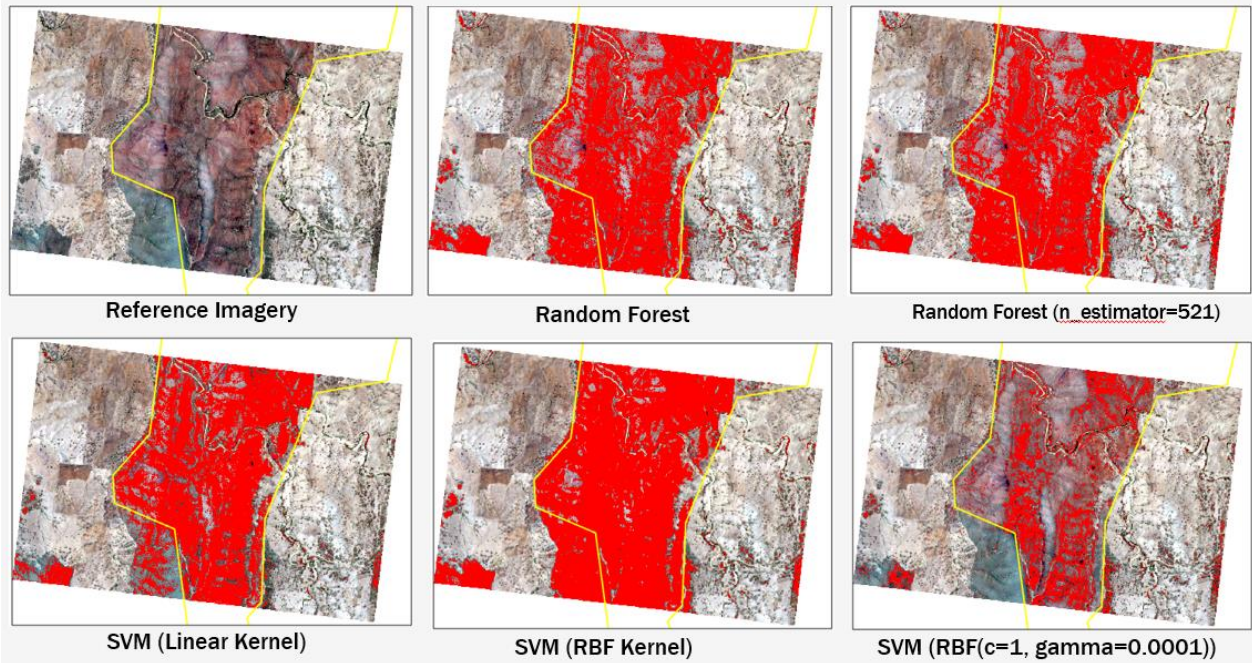 Reference Imagery
Random Forest
Random Forest (n_estimator=521)
SVM (Linear Kernel)
SVM (RBF Kernel)
SVM (RBF(c=1, gamma=0.0001))